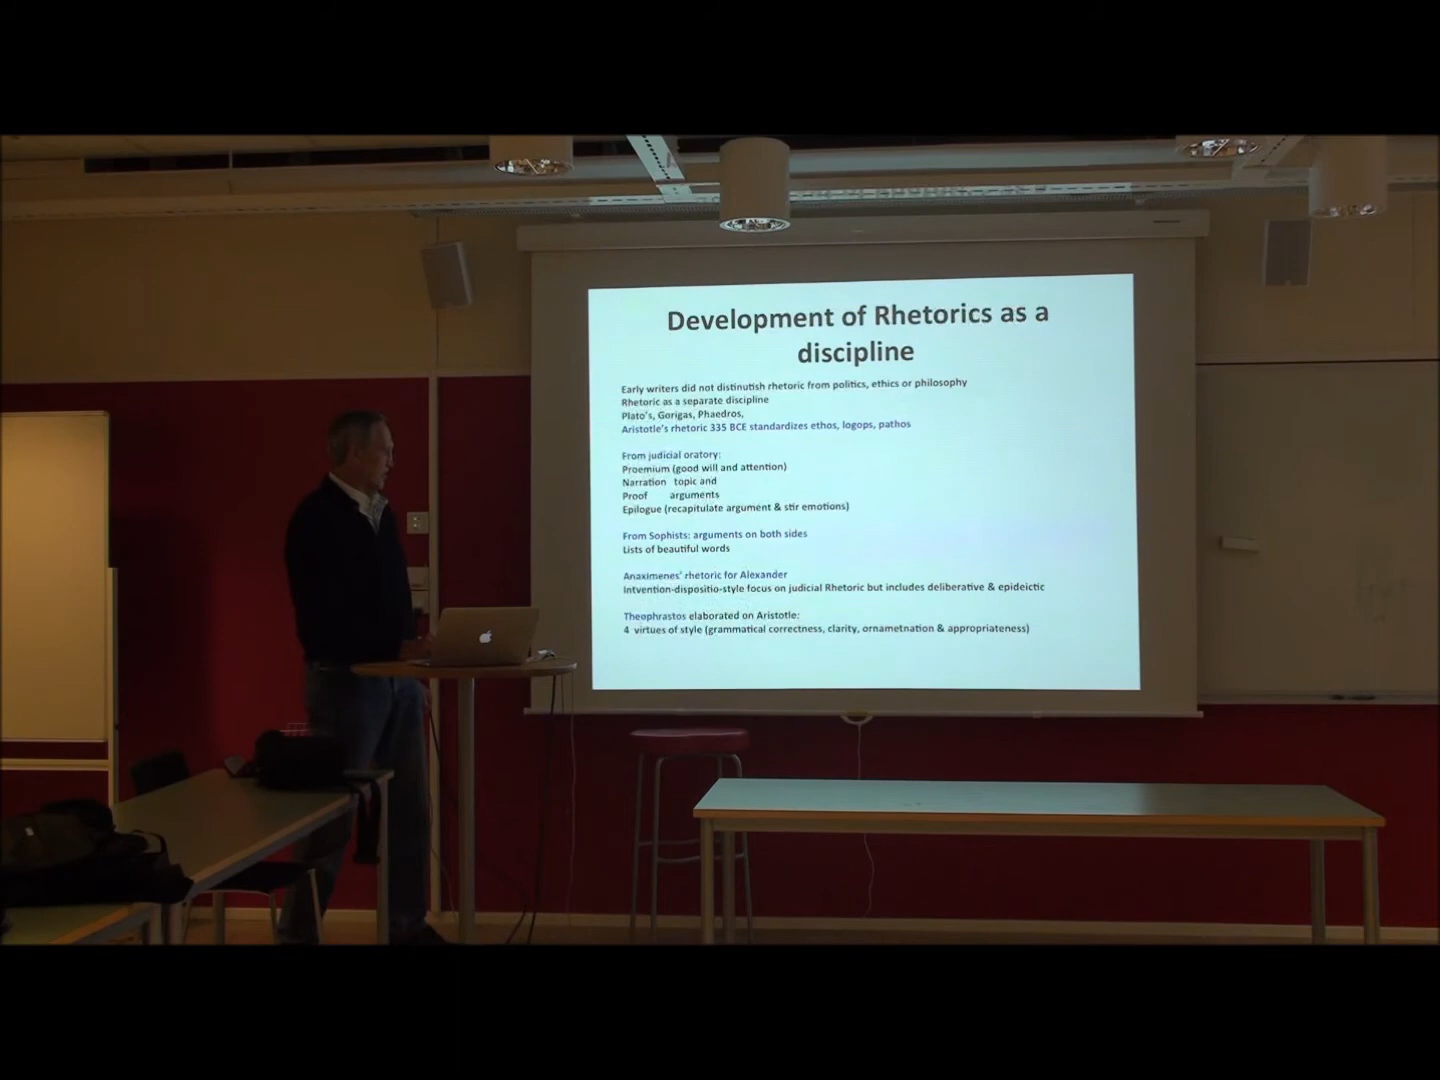 Development of Rhetorics as a
discipline
Early writers did not distinutish rhetoric from politics, ethics or philosophy
Rhetoric as a separate discipline
Plato's, Gorigas, Phaedros,
Aristotle's rhetoric 335 BCE standardizes ethos, logops, pathos
From judicial oratory:
Proemium (good will and attention)
Narration topic and
Proof arguments
Epilogue (recapitulate argument & stir emotions)
From Sophists: arguments on both sides
Lists of beautiful words
Anaximenes' rhetoric for Alexander
Intvention-dispositio-style focus on judicial Rhetoric but includes deliberative & epideictic
Theophrastos elaborated on Aristotle:
4 virtues of style (grammatical correctness, clarity, ornametnation & appropriateness)